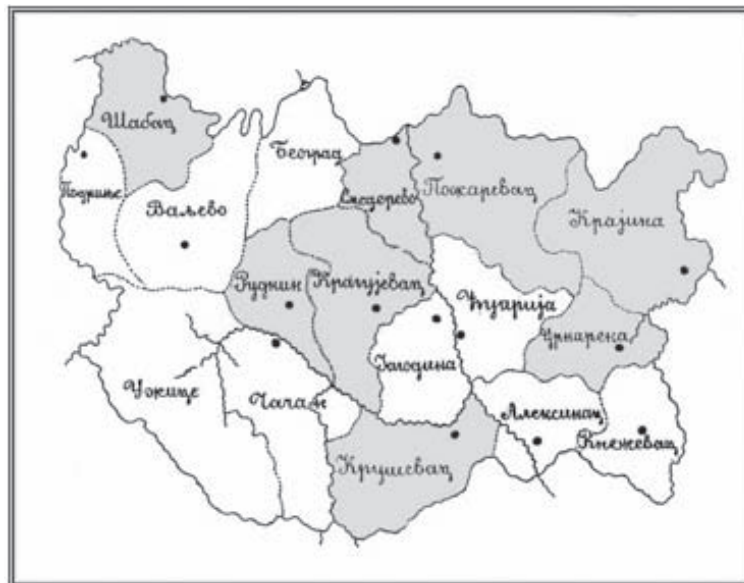 Шабац
Београд
Подриње
Ваљево
Смедерево
Пожаревац
Крајина
Рудник
Крагујевац
Ћуприја
Црнарека
Јагодина
Ужице
Чачак
Алексинац
Књажевац
Крушевац